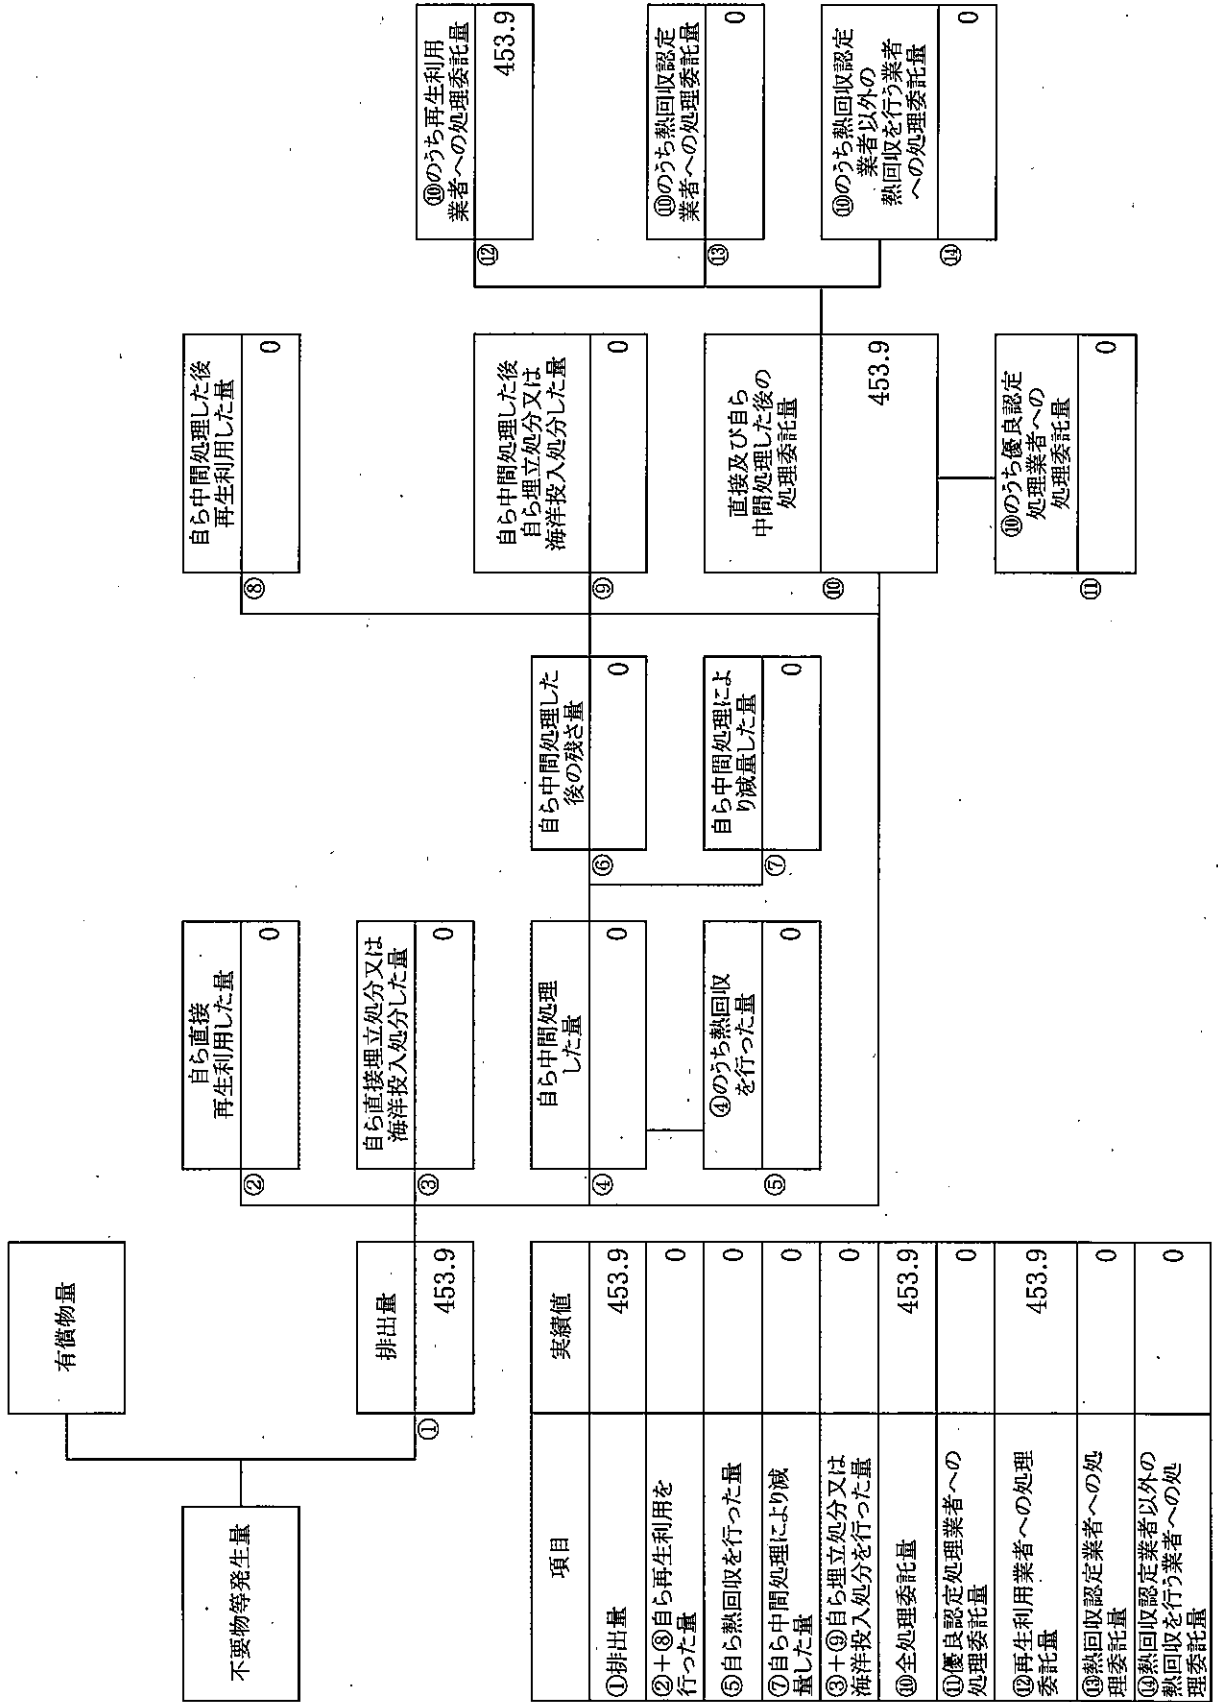 有償物量
不要物等発生量
排出量
①
453.9
自ら直接
再生利用した量
②
0
自ら直接埋立処分又は
海洋投入処分した量
③
0
自ら中間処理
した量
④
0
④のうち熱回収
を行った量
⑤
0
自ら中間処理した
後の残さ量
⑥
0
自ら中間処理によ
り減量した量
⑦
0
自ら中間処理した後
再生利用した量
⑧
0
自ら中間処理した後
自ら埋立処分又は
海洋投入処分した量
⑨
0
直接及び自ら
中間処理した後の
処理委託量
⑩
453.9
⑩のうち優良認定
処理業者への
処理委託量
⑪
0
⑩のうち再生利用
業者への処理委託量
⑫
453.9
⑩のうち熱回収認定
業者への処理委託量
⑬
0
⑩のうち熱回収認定
業者以外の
熱回収を行う業者
への処理委託量
⑭
0
項目 実績値
①排出量 453.9
②+⑧自ら再生利用を
行った量 0
⑤自ら熱回収を行った量 0
⑦自ら中間処理により減
量した量 0
③+⑨自ら埋立処分又は
海洋投入処分を行った量 0
⑩全処理委託量 453.9
⑪優良認定処理業者への
処理委託量 0
⑫再生利用業者への処理
委託量 453.9
⑬熱回収認定業者への処
理委託量 0
⑭熱回収認定業者以外の
熱回収を行う業者への処
理委託量 0